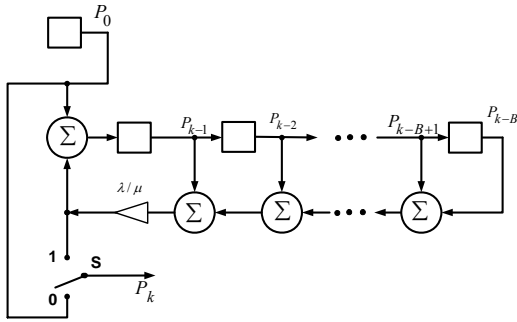 P_0
P_{k-1}
P_{k-2}
P_{k-B+1}
P_{k-B}
Σ
λ/μ
Σ
Σ
Σ
1
S
0
P_k